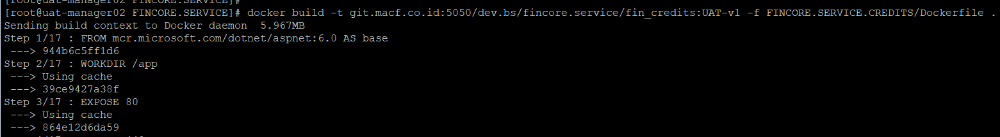 [root@uat-manager02 FINCORE.SERVICE]#
[root@uat-manager02 FINCORE.SERVICE]# docker build -t git.macf.co.id:5050/dev.bs/fincore.service/fin_credits:UAT-v1 -f FINCORE.SERVICE.CREDITS/Dockerfile .
Sending build context to Docker daemon  5.967MB
Step 1/17 : FROM mcr.microsoft.com/dotnet/aspnet:6.0 AS base
 ---> 944b6c5ff1d6
Step 2/17 : WORKDIR /app
 ---> Using cache
 ---> 39ce9427a38f
Step 3/17 : EXPOSE 80
 ---> Using cache
 ---> 864e12d6da59